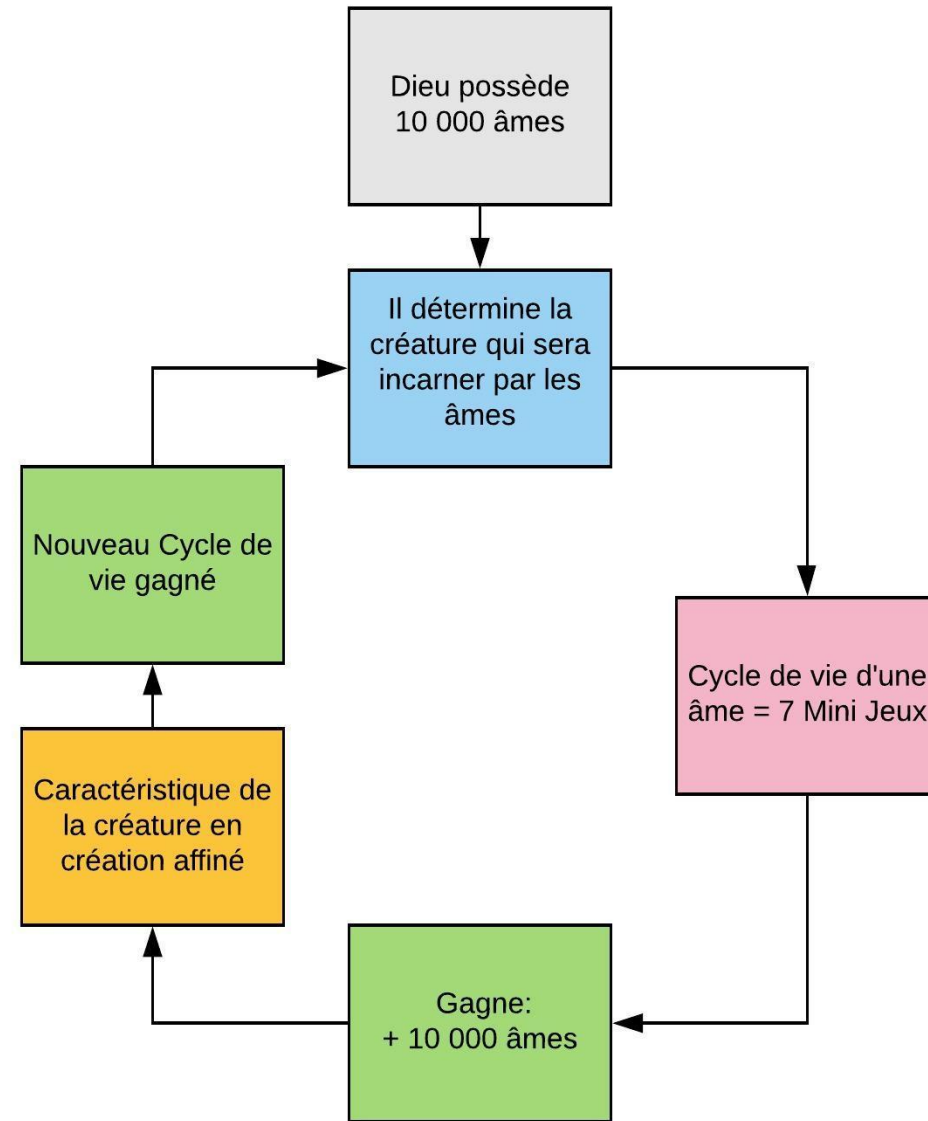 Dieu possède
10 000 âmes
Il détermine la
créature qui sera
incarner par les
âmes
Cycle de vie d'une
âme = 7 Mini Jeux
Gagne:
+ 10 000 âmes
Caractéristique de
la créature en
création affiné
Nouveau Cycle de
vie gagné